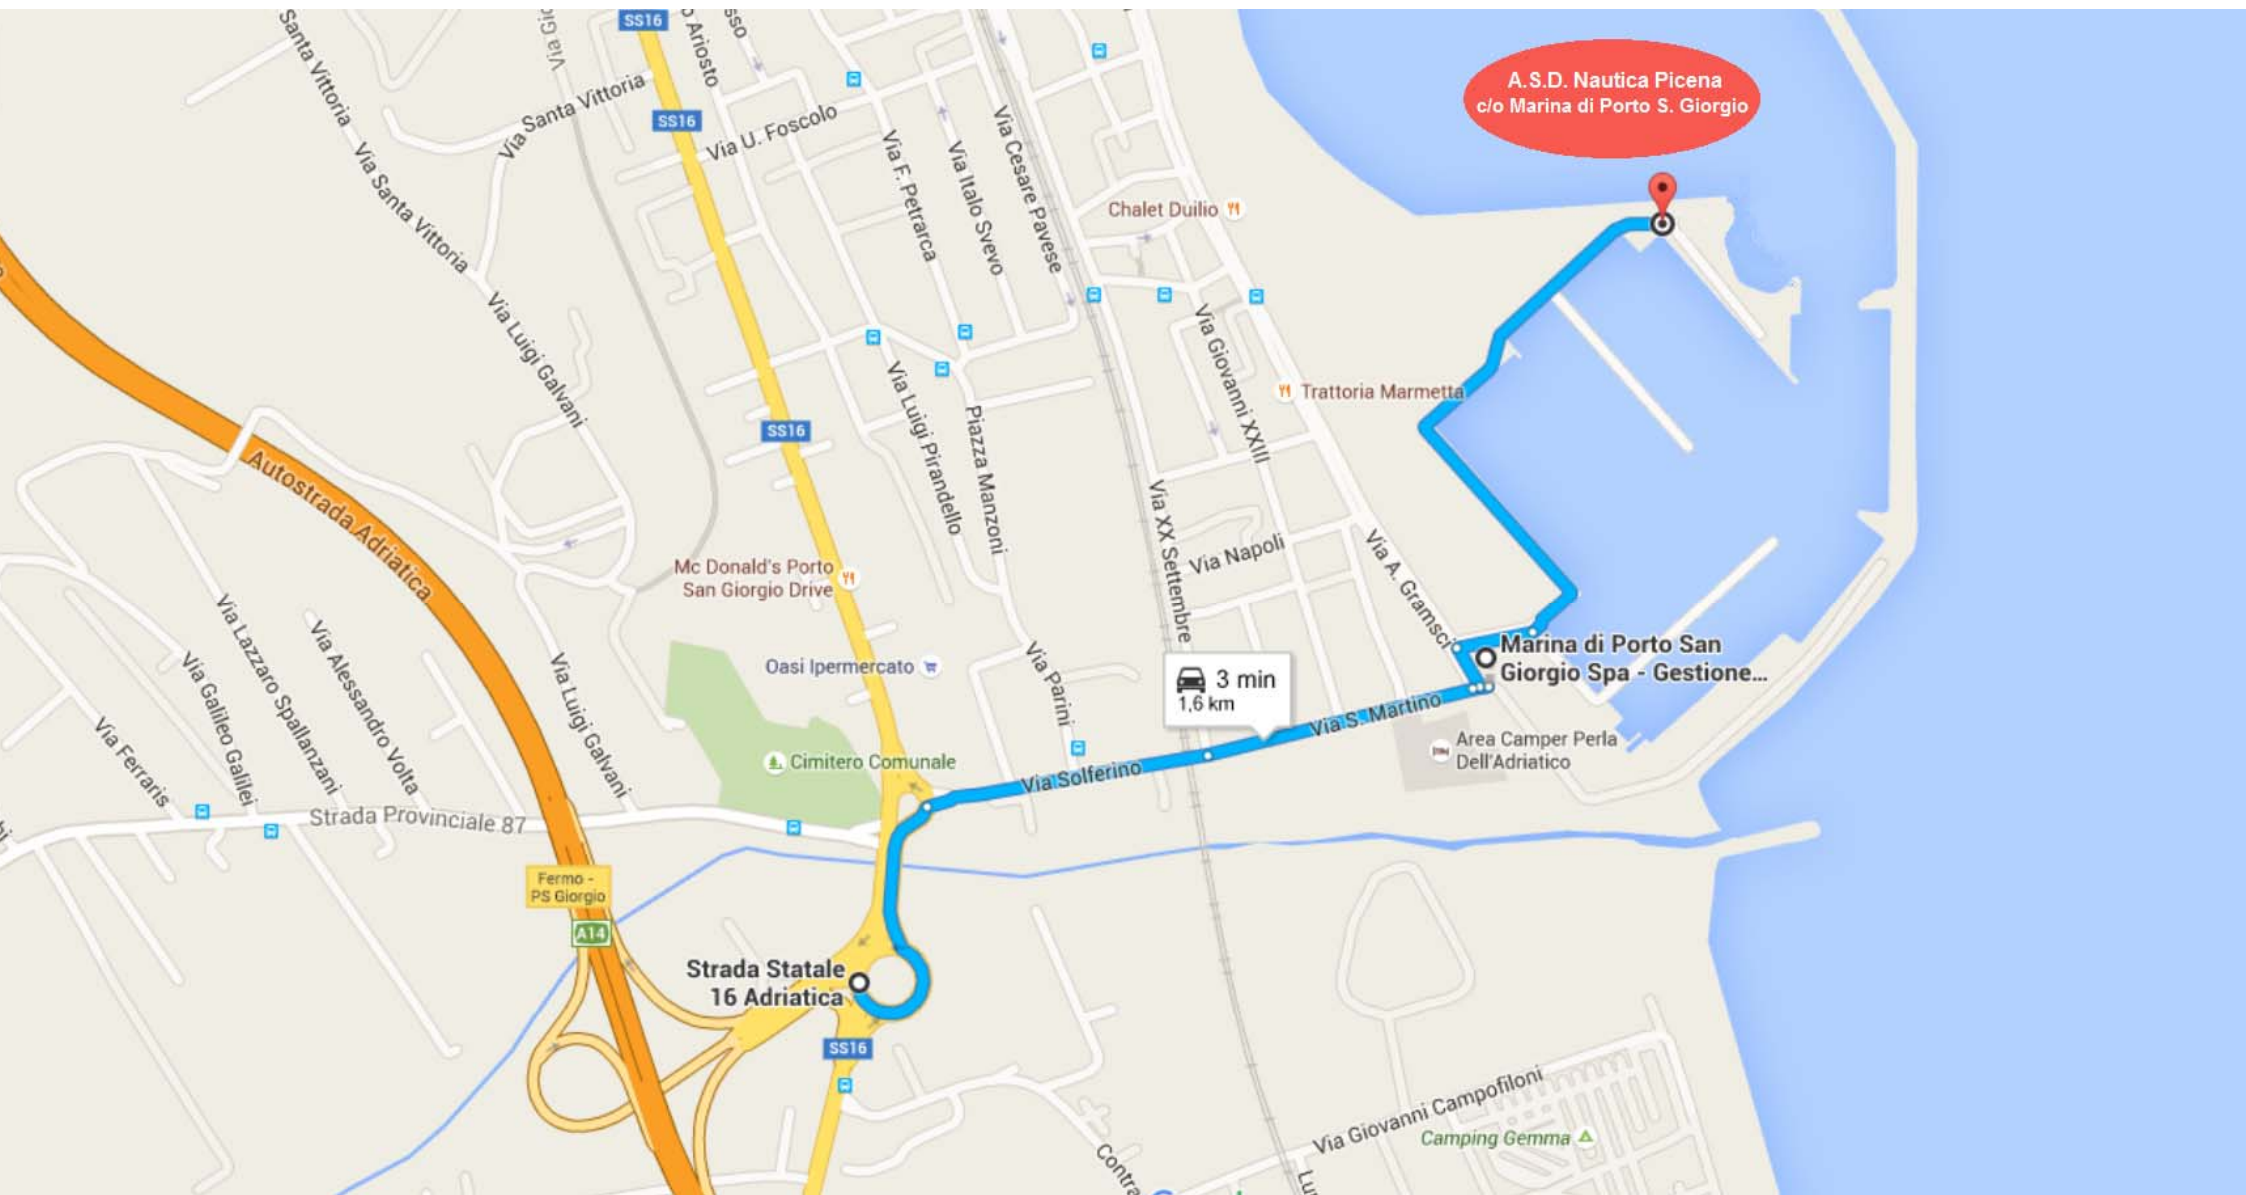 SS16
Santa Vittoria
Via Santa Vittoria
Via Santa Vittoria
SS16
Via U. Foscolo
Via F. Petrarca
Via Italo Svevo
Via Cesare Pavese
A.S.D. Nautica Picena
c/o Marina di Porto S. Giorgio
Chalet Duilio
Via Luigi Galvani
Via Giovanni XXIII
Trattoria Marmetta
SS16
Via Luigi Pirandello
Piazza Manzoni
Autostrada Adriatica
Via XX Settembre
Via Napoli
Via A. Gramsci
Mc Donald's Porto
San Giorgio Drive
Via Lazzaro Spallanzani
Via Alessandro Volta
Via Galileo Galilei
Via Ferraris
Via Luigi Galvani
Oasi Ipermercato
Via Parini
Marina di Porto San
Giorgio Spa - Gestione...
3 min
1,6 km
Via S. Martino
Cimitero Comunale
Via Solferino
Area Camper Perla
Dell'Adriatico
Strada Provinciale 87
Fermo -
PS Giorgio
A14
Strada Statale
16 Adriatica
SS16
Via Giovanni Campofiloni
Camping Gemma
Contra